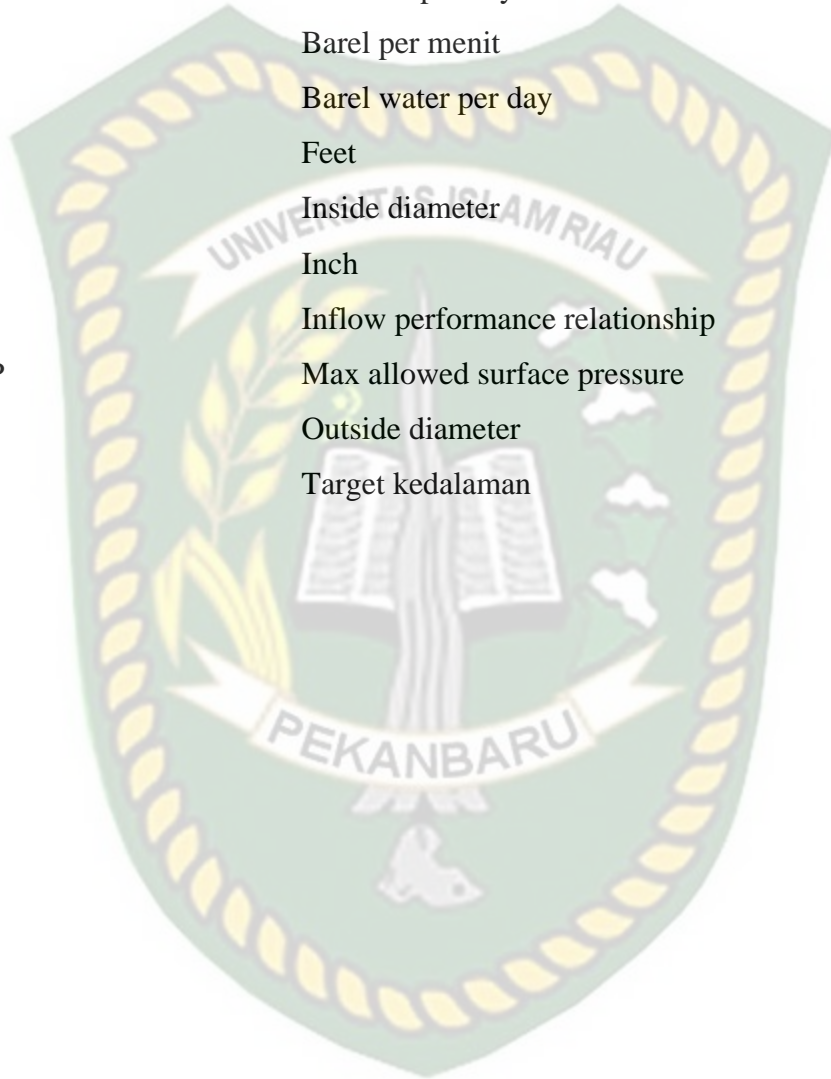 Barel per menit
Barel water per day
Feet
Inside diameter
UNIVERSITAS ISLAM RIAU
Inch
Inflow performance relationship
Max allowed surface pressure
Outside diameter
Target kedalaman
PEKANBARU